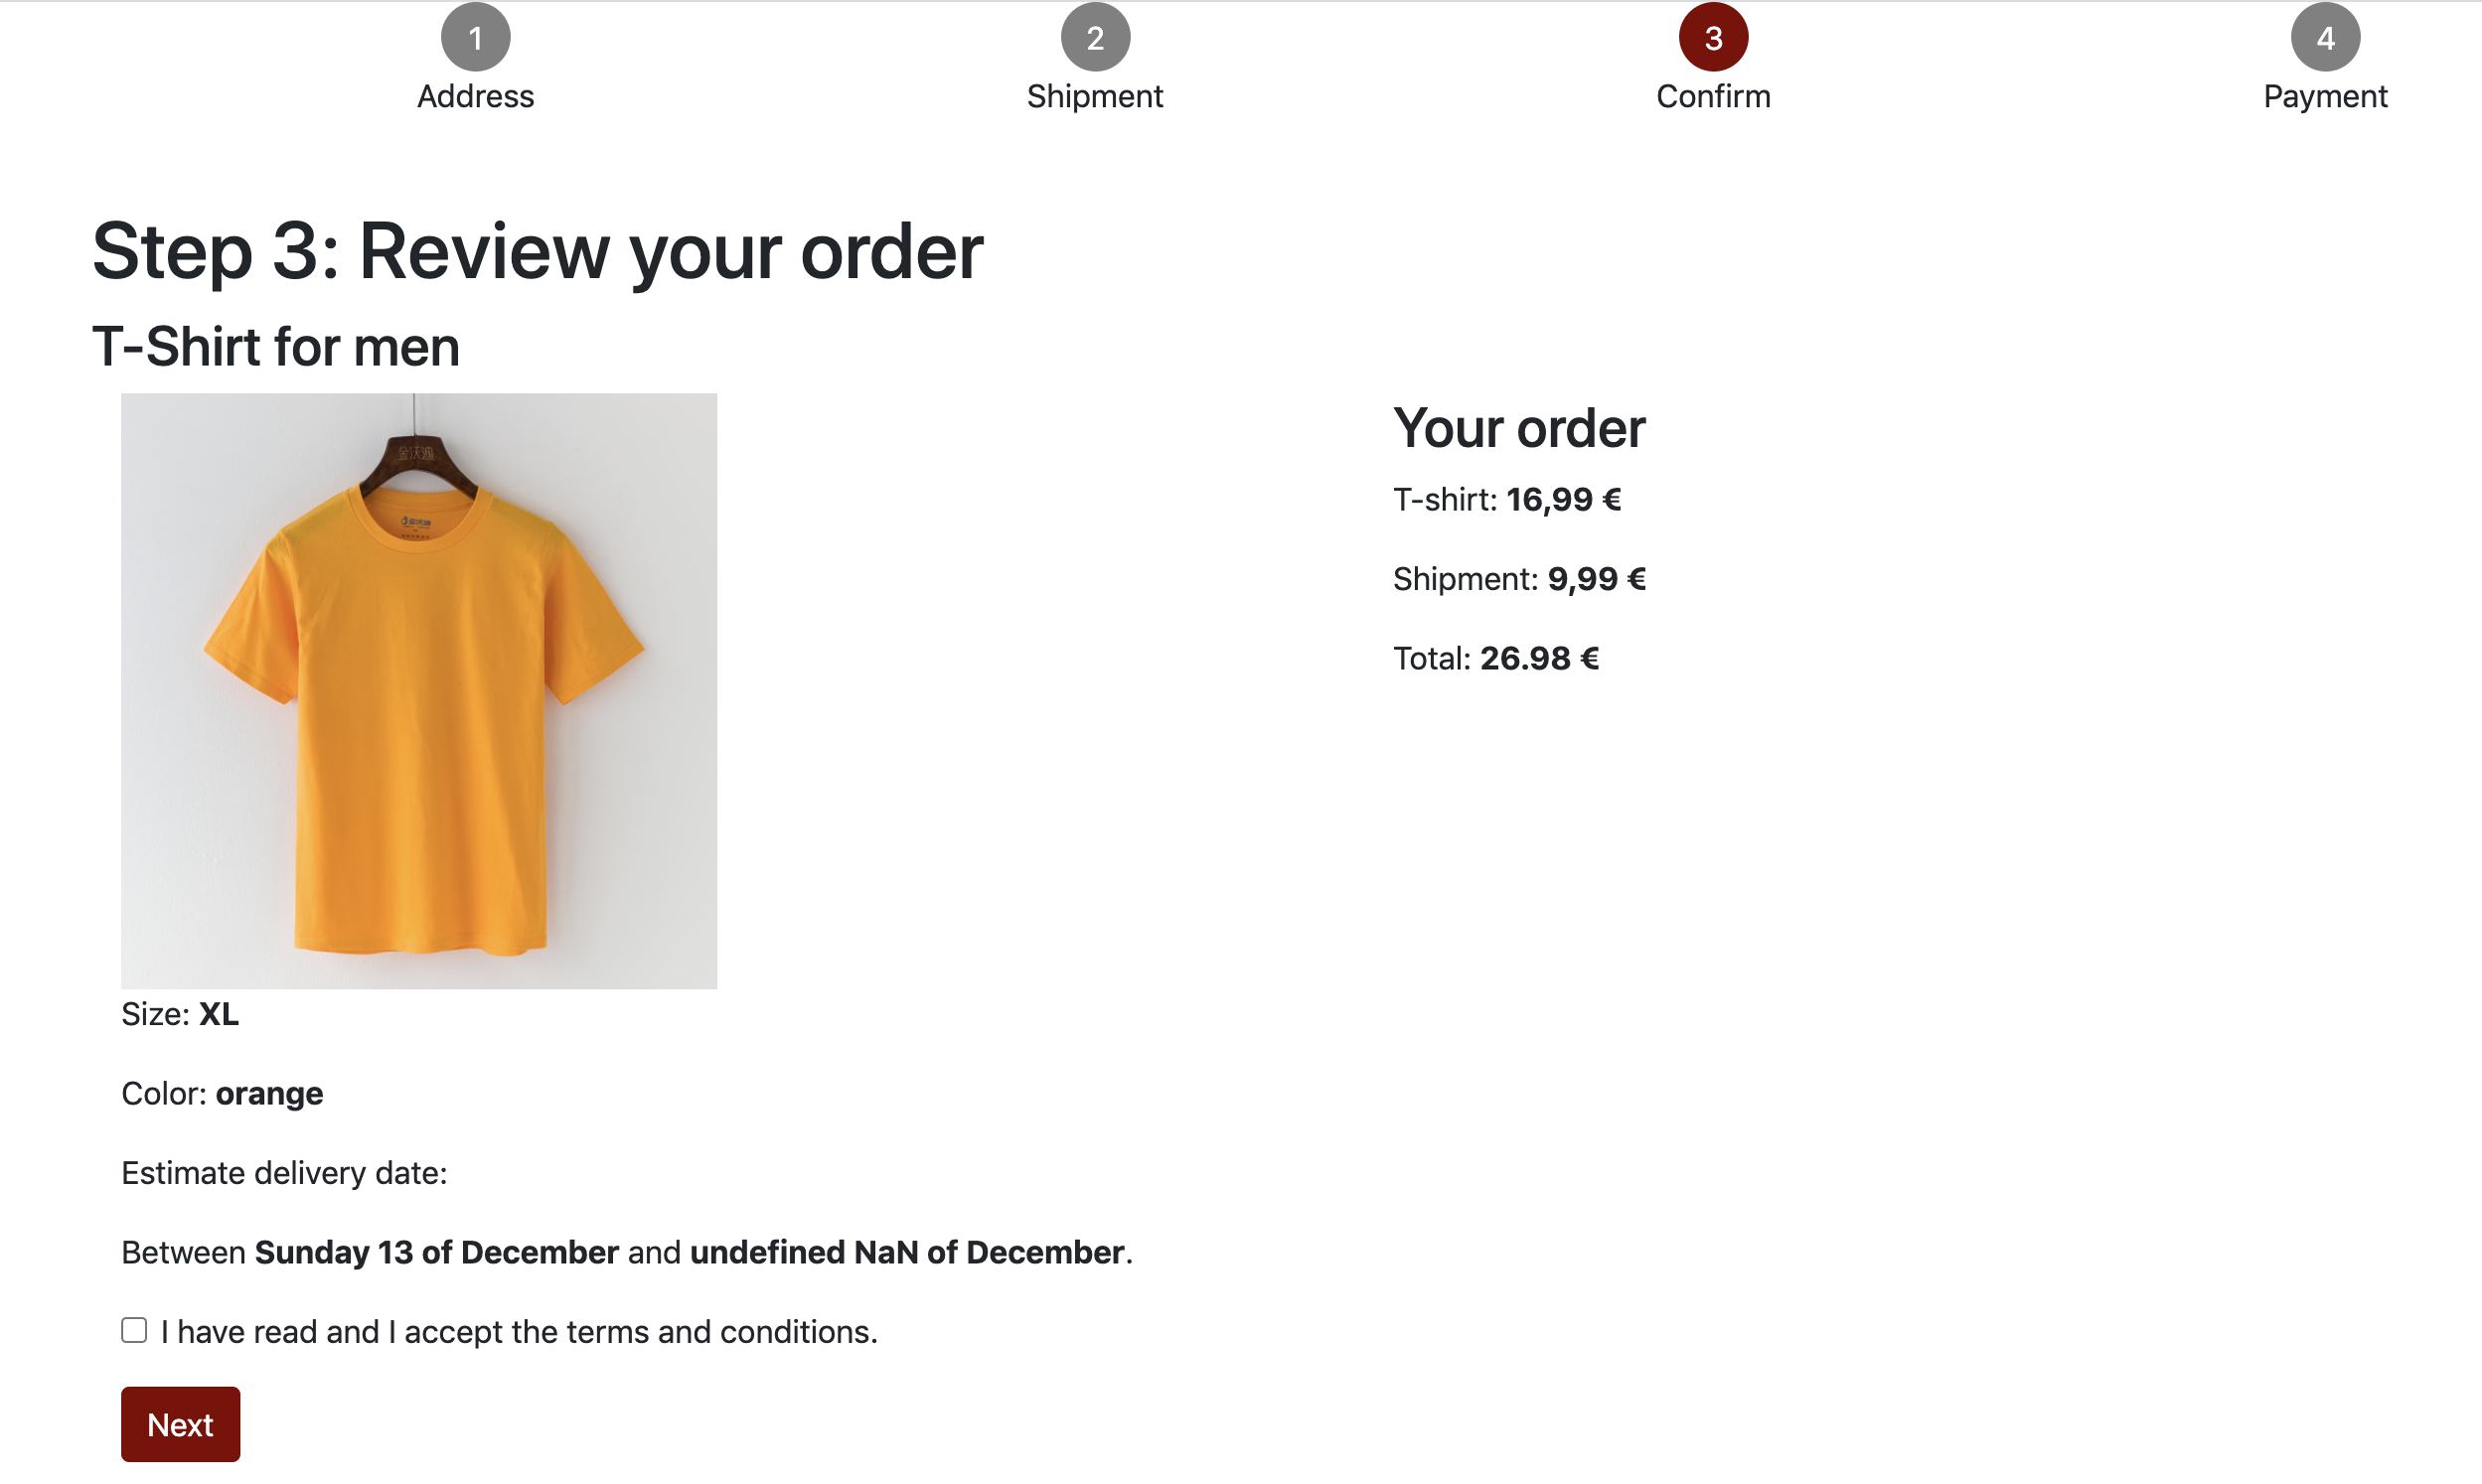 1
Address
2
Shipment
3
Confirm
4
Payment
Step 3: Review your order
T-Shirt for men
Size: XL
Color: orange
Estimate delivery date:
Between Sunday 13 of December and undefined NaN of December.
I have read and I accept the terms and conditions.
Next
Your order
T-shirt: 16,99 €
Shipment: 9,99 €
Total: 26.98 €